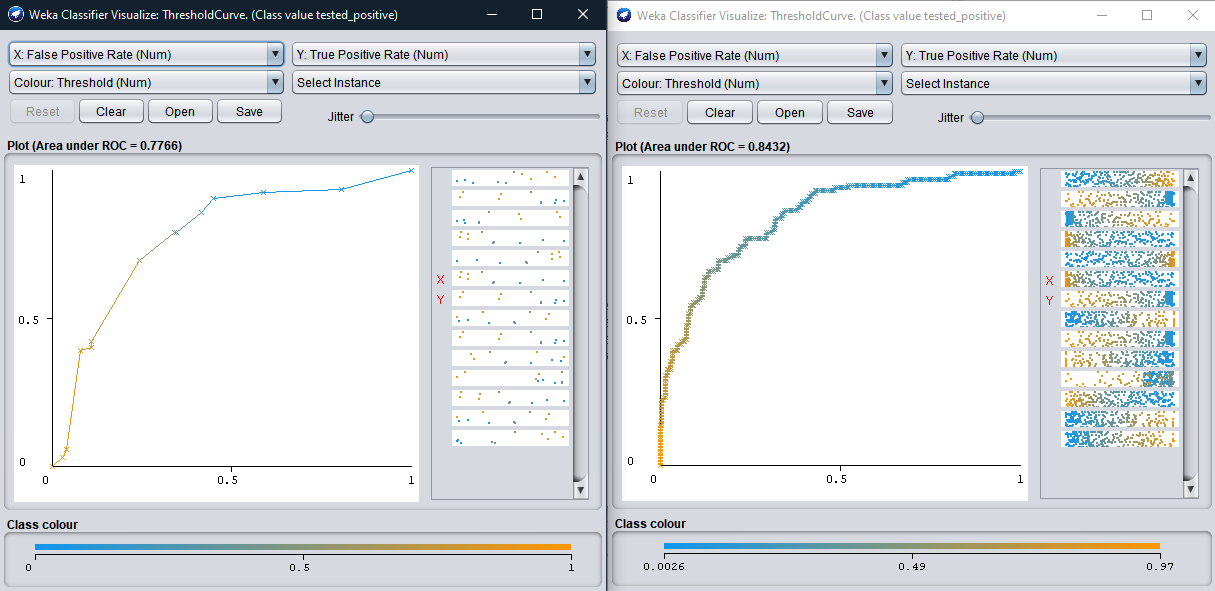 Weka Classifier Visualize: ThresholdCurve. (Class value tested_positive)
X: False Positive Rate (Num)
Y: True Positive Rate (Num)
Colour: Threshold (Num)
Select Instance
Reset
Clear
Open
Save
Jitter
Plot (Area under ROC = 0.7766)
1
0.5
0
0
0.5
1
X
Y
Class colour
0
0.5
1
Weka Classifier Visualize: ThresholdCurve. (Class value tested_positive)
X: False Positive Rate (Num)
Y: True Positive Rate (Num)
Colour: Threshold (Num)
Select Instance
Reset
Clear
Open
Save
Jitter
Plot (Area under ROC = 0.8432)
1
0.5
0
0
0.5
1
X
Y
Class colour
0.0026
0.49
0.97